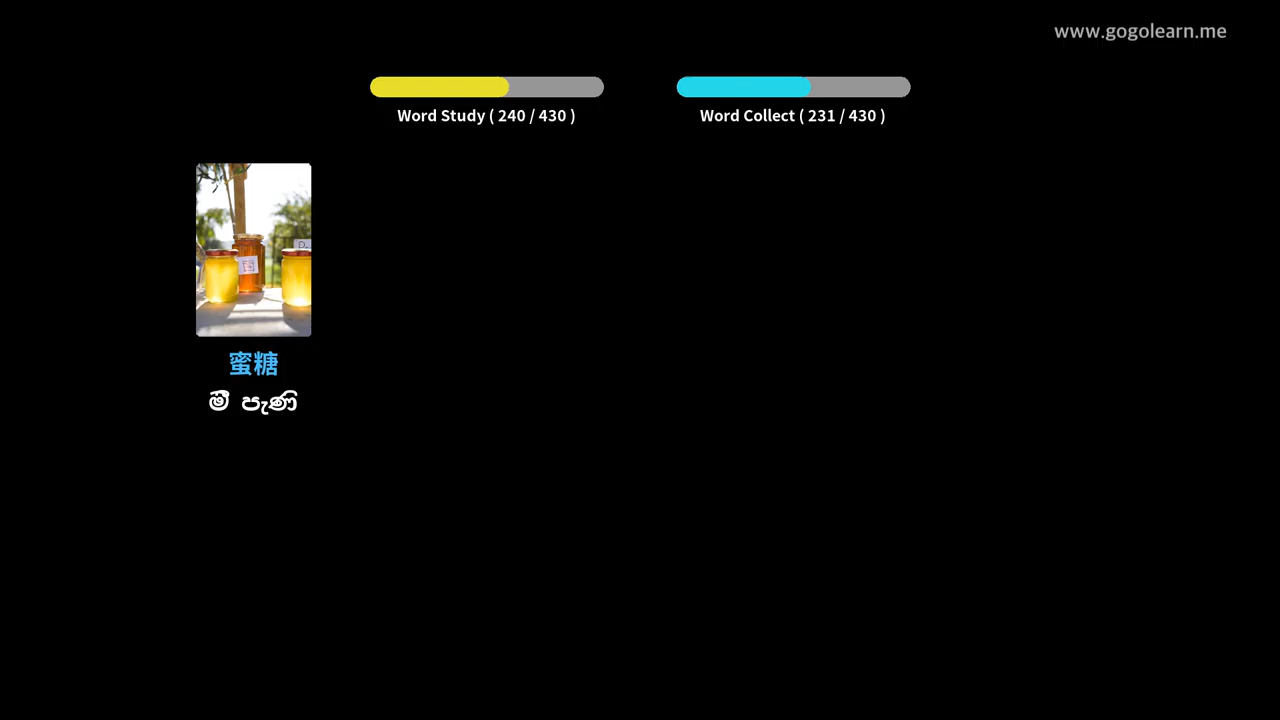 www.gogolearn.me
Word Study ( 240 / 430 )
Word Collect ( 231 / 430 )
蜜糖
මී පැණි